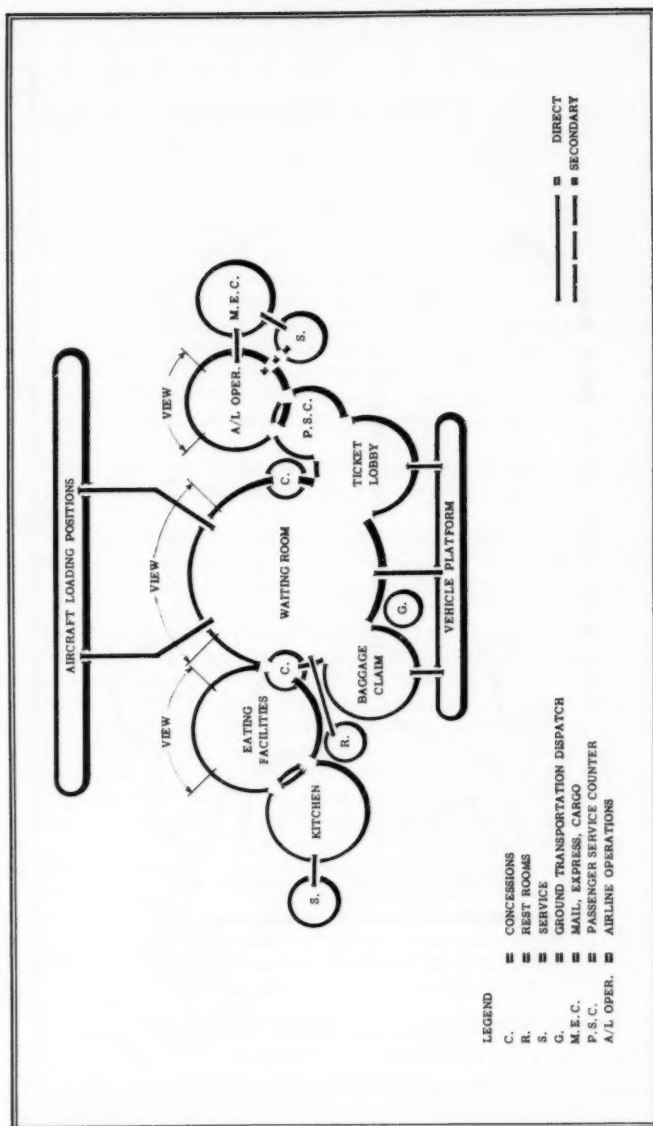 AIRCRAFT LOADING POSITIONS
VIEW
VIEW
VIEW
EATING
FACILITIES
C.
WAITING ROOM
C.
A/L OPER.
M.E.C.
S.
P.S.C.
KITCHEN
S.
R.
BAGGAGE
CLAIM
G.
TICKET
LOBBY
VEHICLE PLATFORM
LEGEND
C. = CONCESSIONS
R. = REST ROOMS
S. = SERVICE
G. = GROUND TRANSPORTATION DISPATCH
M.E.C. = MAIL, EXPRESS, CARGO
P.S.C. = PASSENGER SERVICE COUNTER
A/L OPER. = AIRLINE OPERATIONS
= DIRECT
= SECONDARY